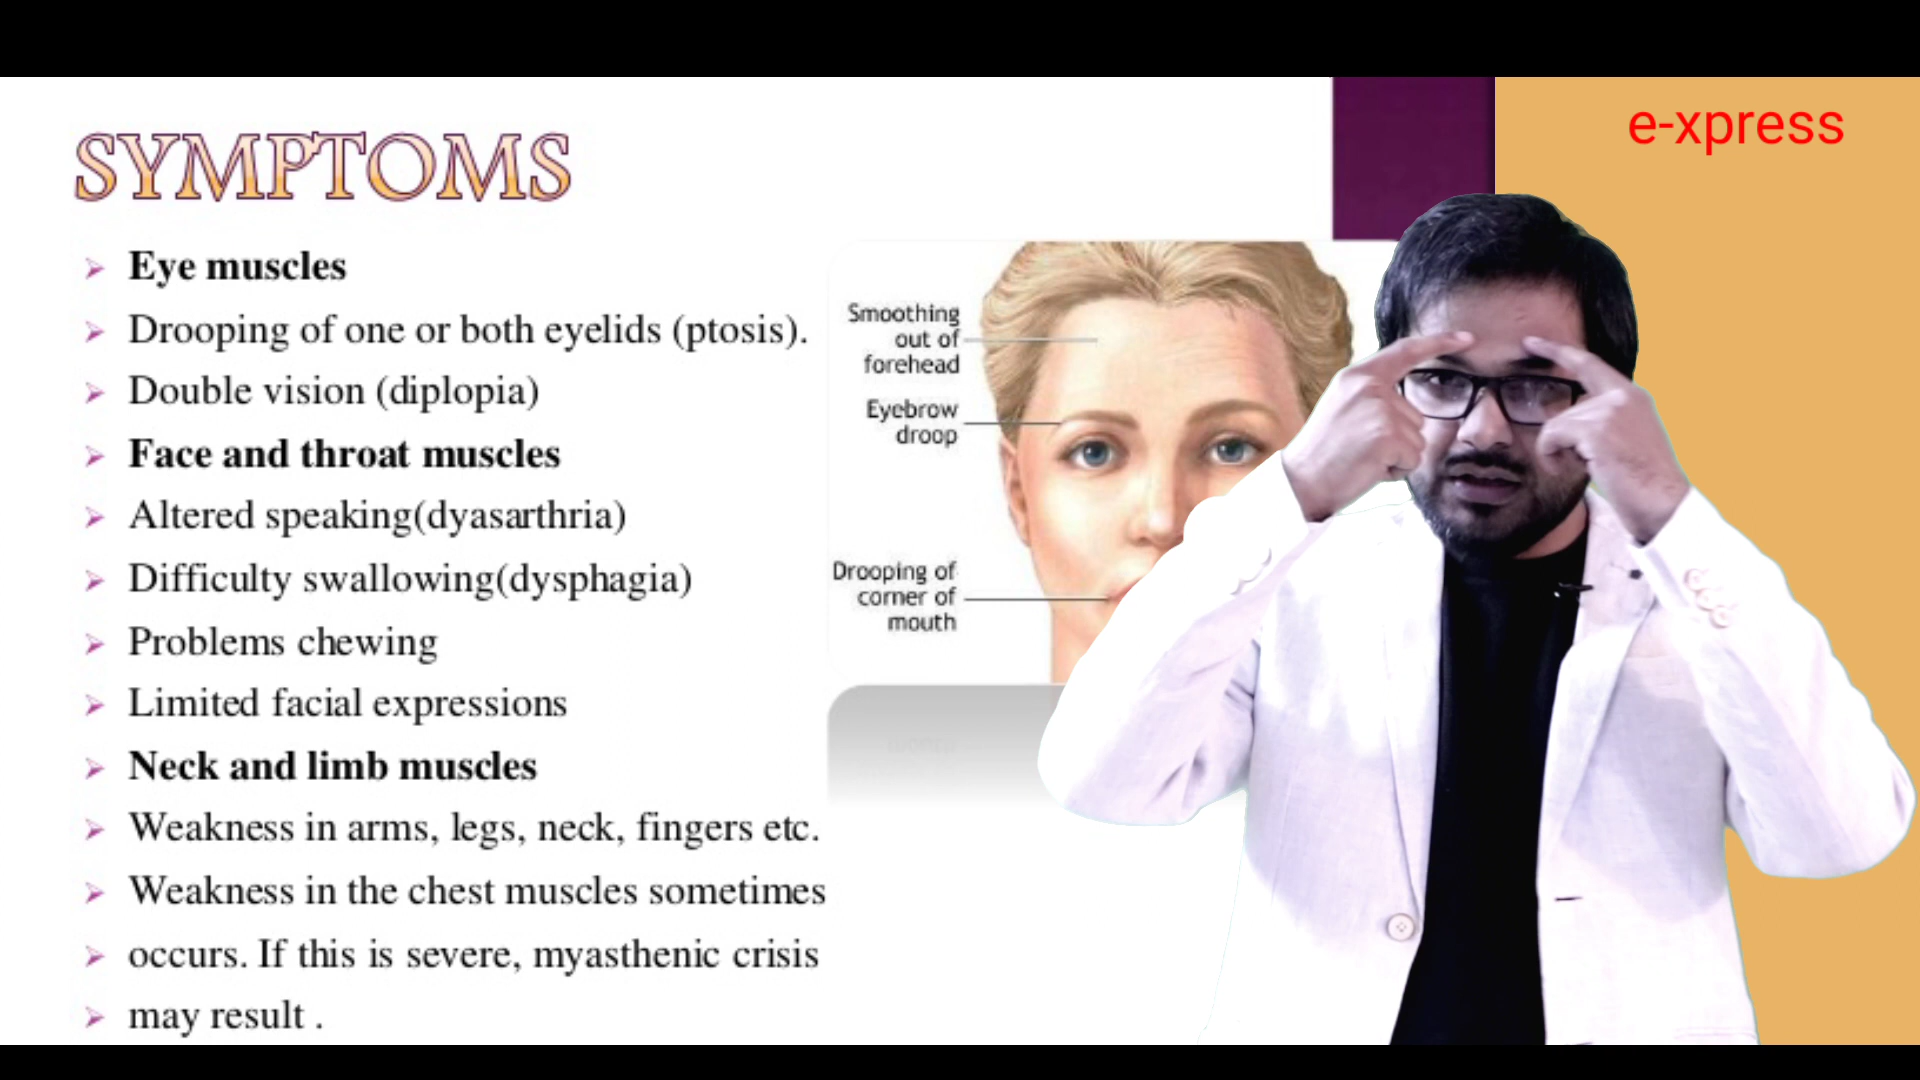 e-xpress
SYMPTOMS
Eye muscles
Drooping of one or both eyelids (ptosis).
Double vision (diplopia)
Face and throat muscles
Altered speaking(dyasarthria)
Difficulty swallowing(dysphagia)
Problems chewing
Limited facial expressions
Neck and limb muscles
Weakness in arms, legs, neck, fingers etc.
Weakness in the chest muscles sometimes
occurs. If this is severe, myasthenic crisis
may result .
Smoothing
out of
forehead
Eyebrow
droop
Drooping of
corner of
mouth